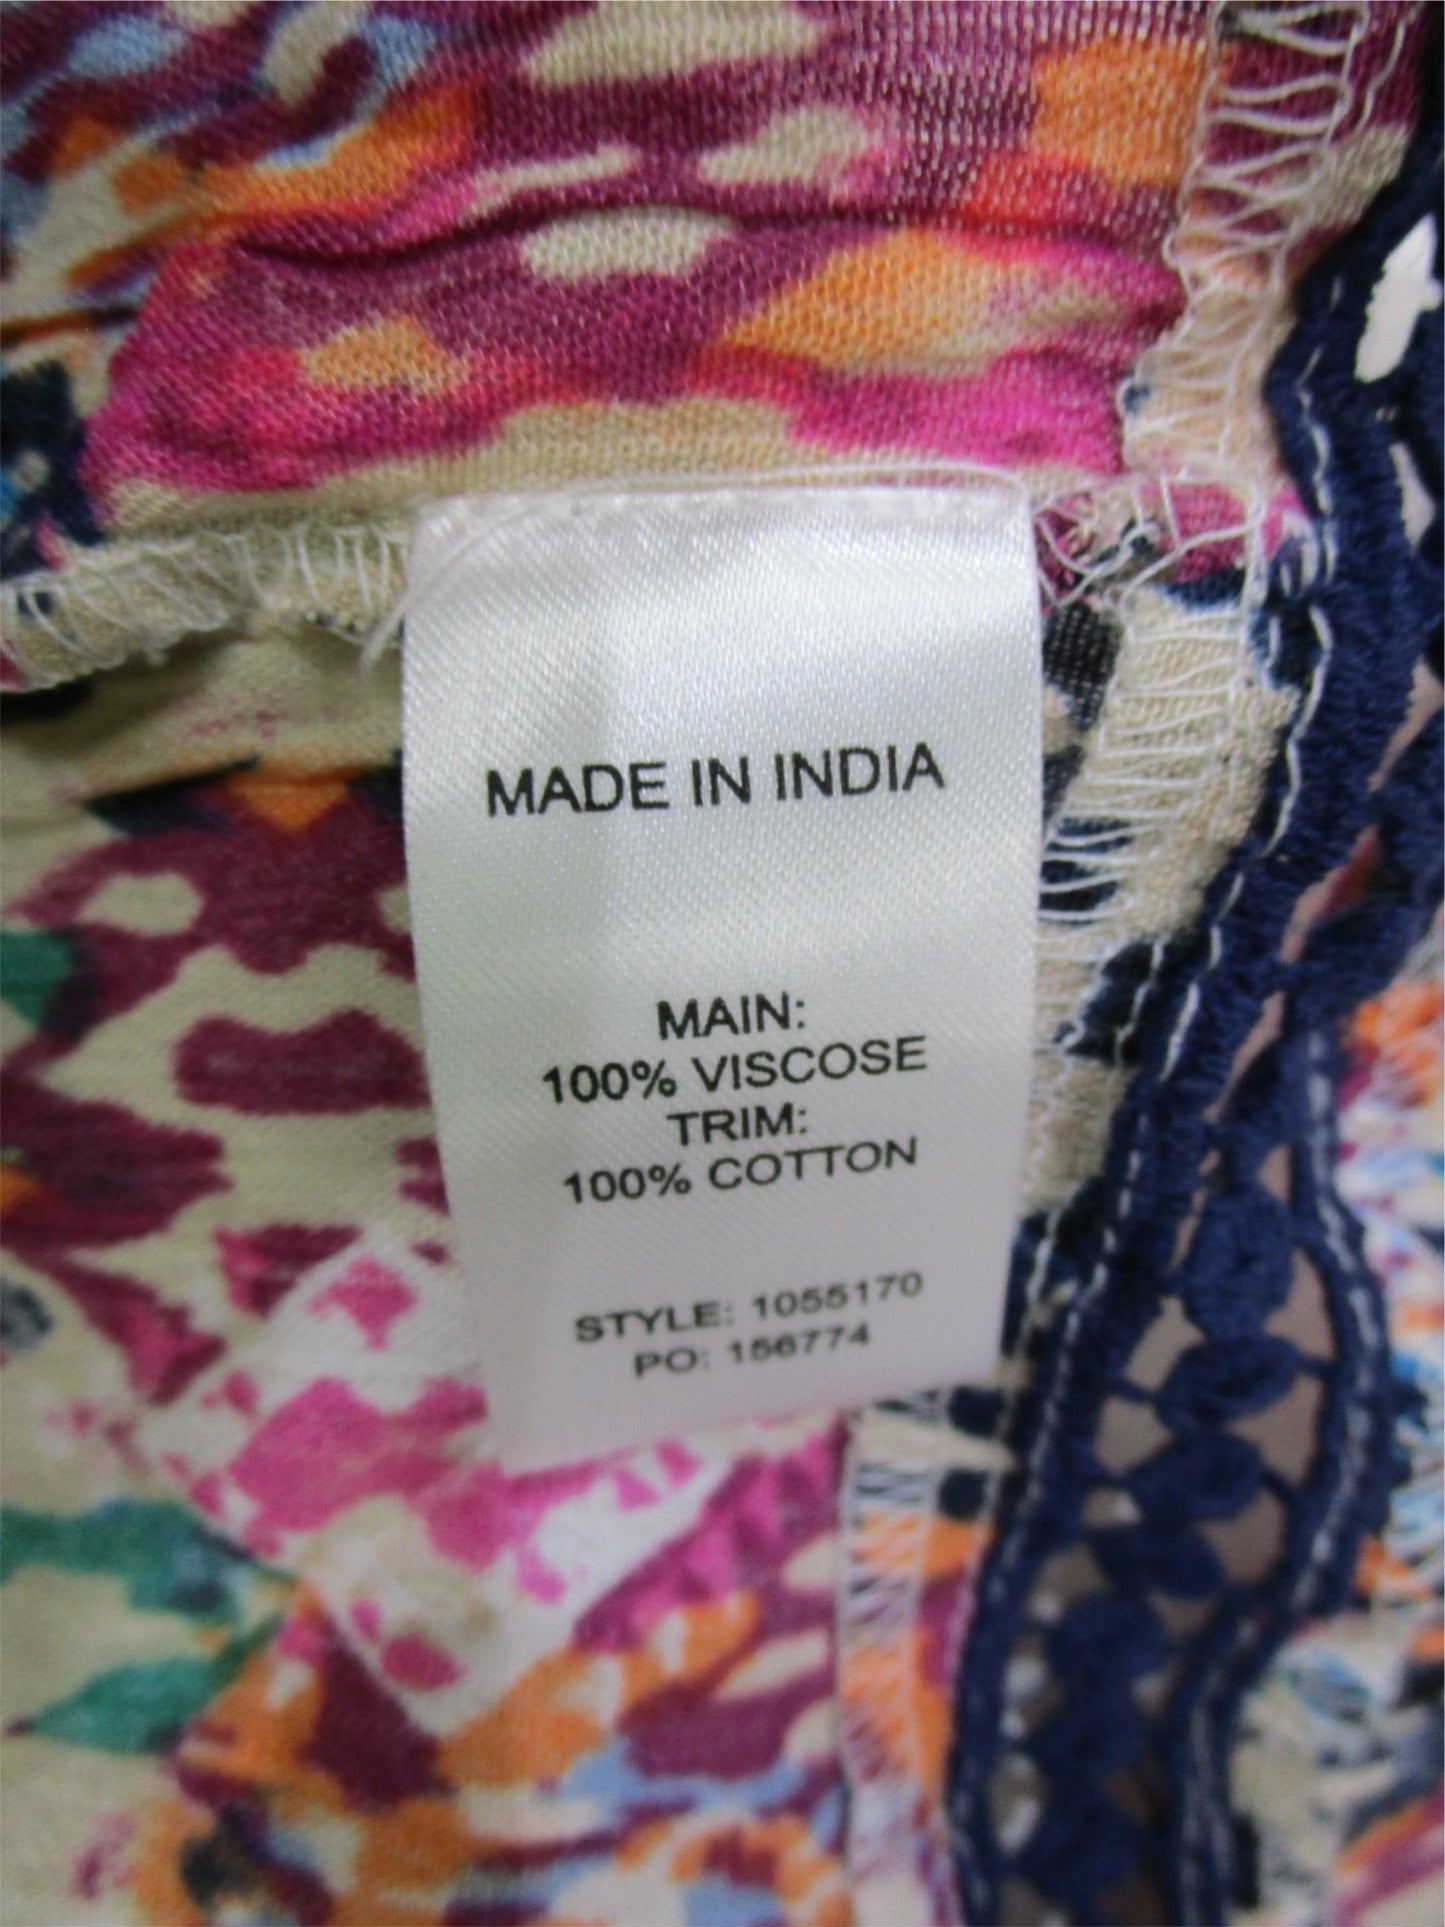 MADE IN INDIA
MAIN:
100% VISCOSE
TRIM:
100% COTTON
STYLE: 1055170
PO: 156774